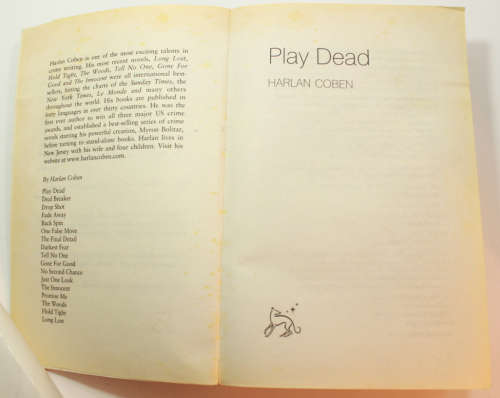 Harlan Coben is one of the most exciting talents in
crime writing. His most recent novels, Long Lost,
Hold Tight, The Woods, Tell No One, Gone For
Good and The Innocent were all international best-
sellers, hitting the charts of the Sunday Times, the
New York Times, Le Monde and many others
throughout the world. His books are published in
forty languages in over thirty countries. He was the
first ever author to win all three major US crime
awards, and established a best-selling series of crime
novels starring his powerful creation, Myron Bolitar,
before turning to stand-alone books. Harlan lives in
New Jersey with his wife and four children. Visit his
website at www.harlancoben.com.
By Harlan Coben
Play Dead
Deal Breaker
Drop Shot
Fade Away
Back Spin
One False Move
The Final Detail
Darkest Fear
Tell No One
Gone For Good
No Second Chance
Just One Look
The Innocent
Promise Me
The Woods
Hold Tight
Long Lost
Play Dead
HARLAN COBEN